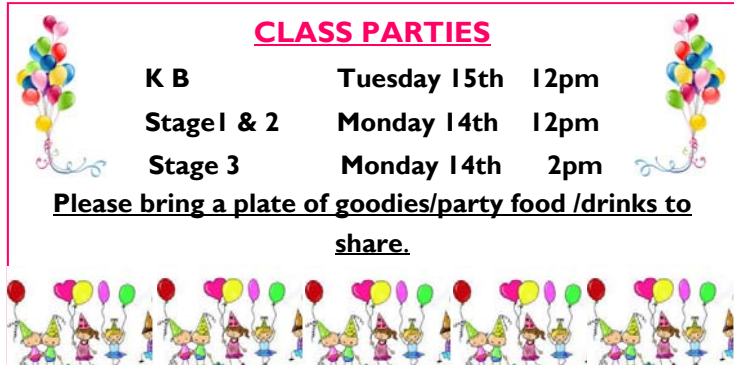 CLASS PARTIES
K B Tuesday 15th 12pm
Stage1 & 2 Monday 14th 12pm
Stage 3 Monday 14th 2pm
Please bring a plate of goodies/party food /drinks to
share.